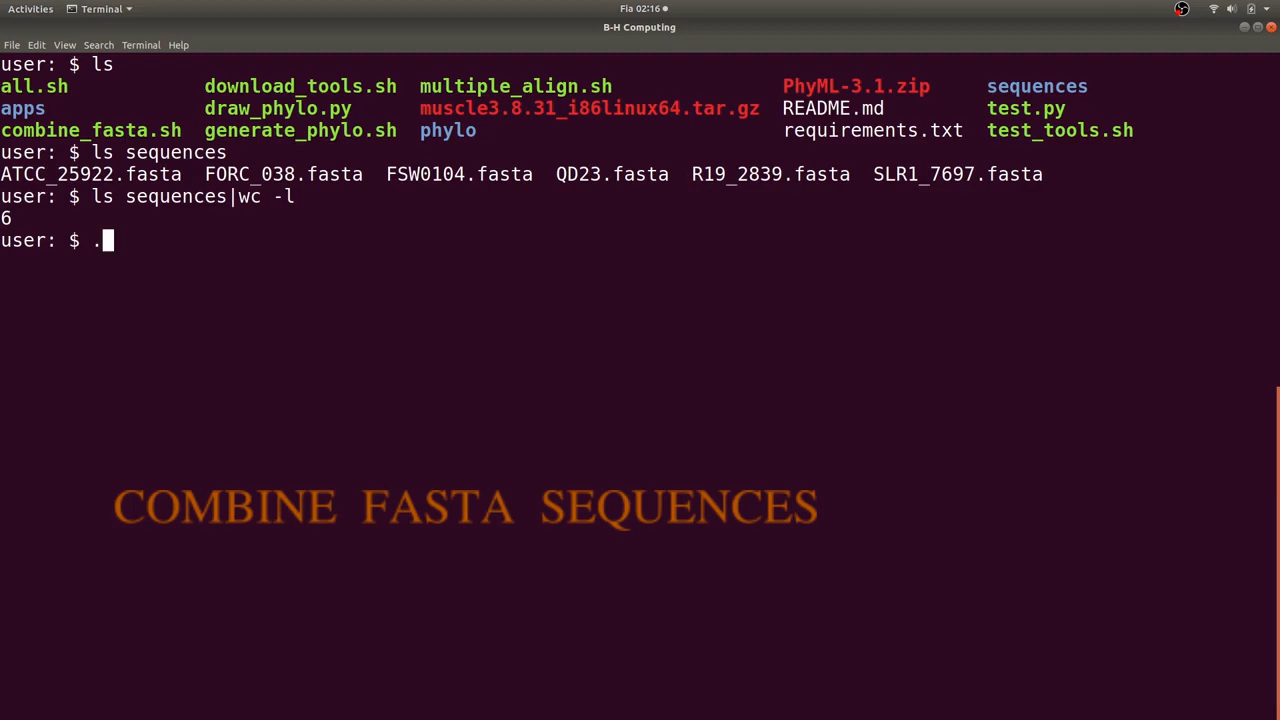 Activities Terminal Fia 02:16
B-H Computing
File Edit View Search Terminal Help
user: $ ls
all.sh download_tools.sh multiple_align.sh PhyML-3.1.zip sequences
apps draw_phylo.py muscle3.8.31_i86linux64.tar.gz README.md test.py
combine_fasta.sh generate_phylo.sh phylo requirements.txt test_tools.sh
user: $ ls sequences
ATCC_25922.fasta FORC_038.fasta FSW0104.fasta QD23.fasta R19_2839.fasta SLR1_7697.fasta
user: $ ls sequences|wc -l
6
user: $ .
COMBINE FASTA SEQUENCES